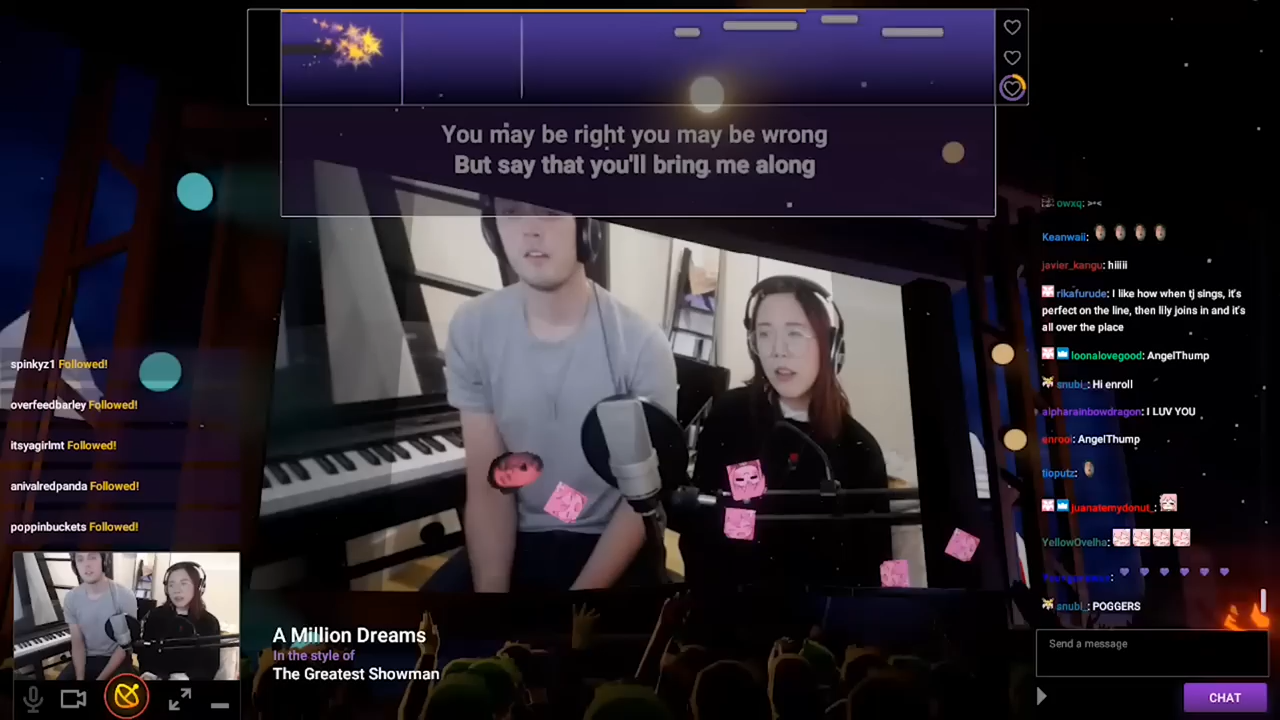 You may be right you may be wrong
But say that you'll bring me along
owxq: >•<
Keanwaii:
javier_kangu: hiiiii
rikafurude: I like how when tj sings, it's
perfect on the line, then lily joins in and it's
all over the place
loonalovegood: AngelThump
snubi_: Hi enroll
alpharainbowdragon: I LUV YOU
enrool: AngelThump
tioputz:
juanatemydonut_:
YellowOvelha:
snubi_: POGGERS
Send a message
CHAT
spinkyz1 Followed!
overfeedbarley Followed!
itsyagirlmt Followed!
anivalredpanda Followed!
poppinbuckets Followed!
A Million Dreams
In the style of
The Greatest Showman